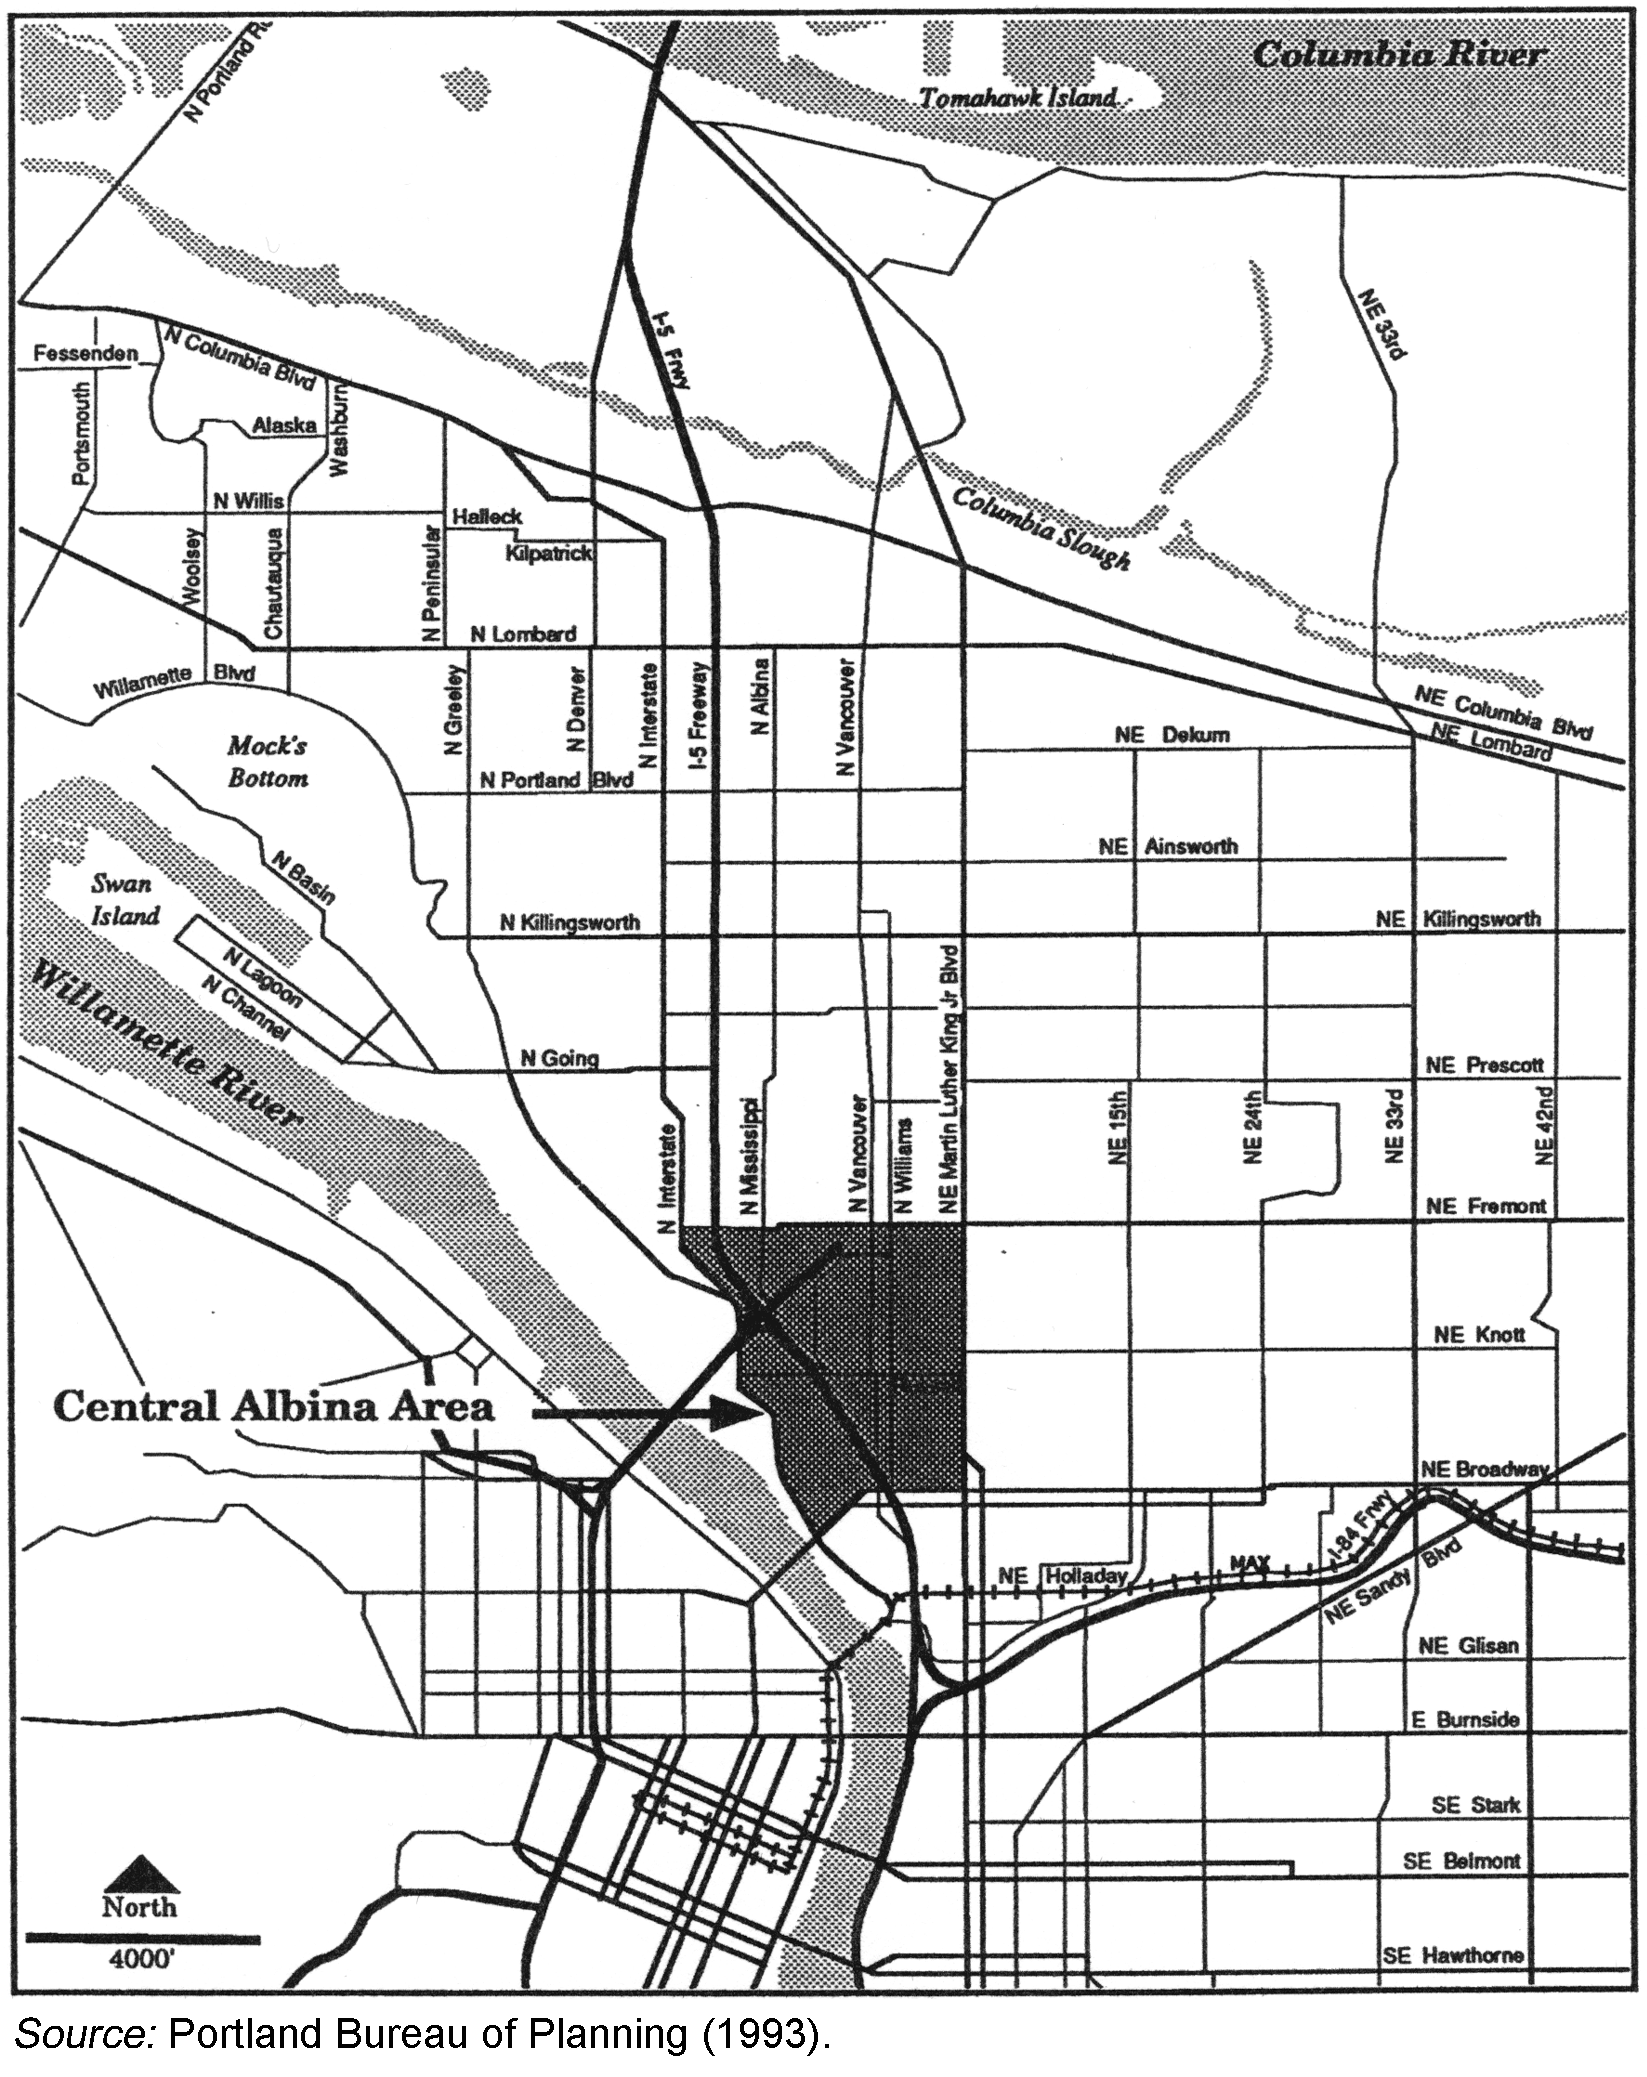 Columbia River
Tomahawk Island
N Portland
I-5 Frwy
NE 33rd
N Columbia Blvd
Fessenden
Portsmouth
Washburn
Alaska
N Willis
Halleck
Kilpatrick
Columbia Slough
Woolsey
Chautauqua
N Peninsular
N Lombard
Willamette Blvd
N Greeley
N Denver
N Interstate
I-5 Freeway
N Albina
N Vancouver
NE Columbia Blvd
NE Lombard
NE Dekum
Mock's
Bottom
N Portland Blvd
NE Ainsworth
N Basin
Swan
Island
N Killingsworth
NE Killingsworth
N Lagoon
N Channel
Willamette River
N Going
NE Prescott
N Interstate
N Mississippi
N Vancouver
N Williams
NE Martin Luther King Jr Blvd
NE 15th
NE 24th
NE 33rd
NE 42nd
NE Fremont
NE Knott
Central Albina Area
NE Broadway
I-84 Frwy
MAX
NE Holladay
NE Sandy Blvd
NE Glisan
E Burnside
SE Stark
SE Belmont
North
4000'
SE Hawthorne
Source: Portland Bureau of Planning (1993).